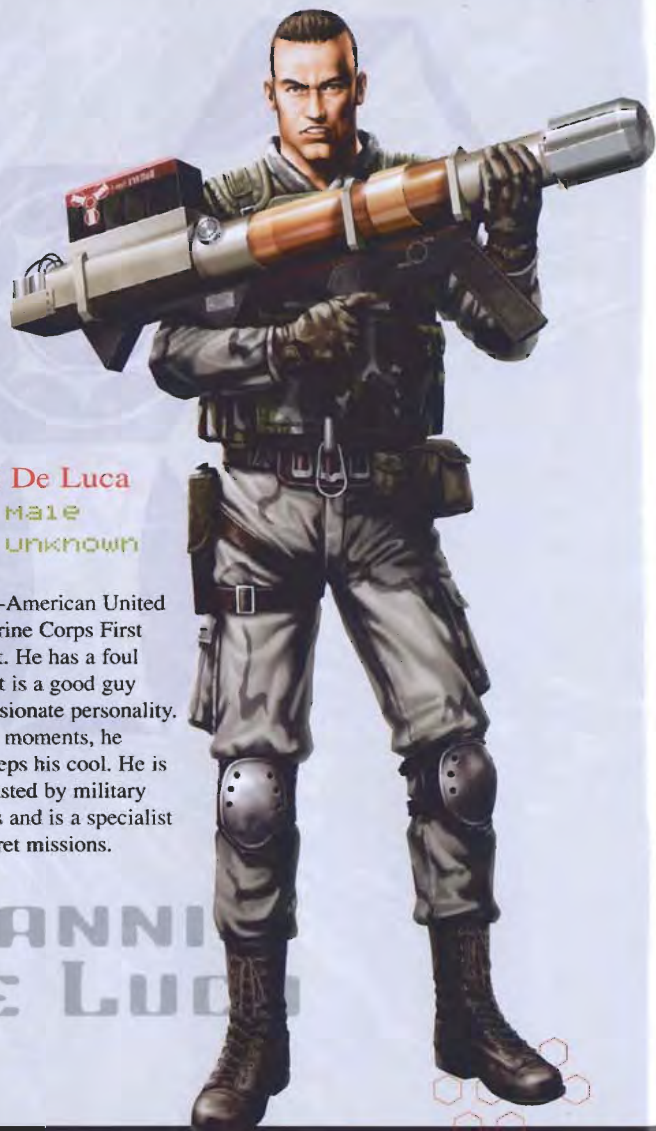 De Luca
Male
Unknown
-American United
rine Corps First
t. He has a foul
t is a good guy
sionate personality.
moments, he
eps his cool. He is
sted by military
s and is a specialist
ret missions.
ANNI
E LUCA